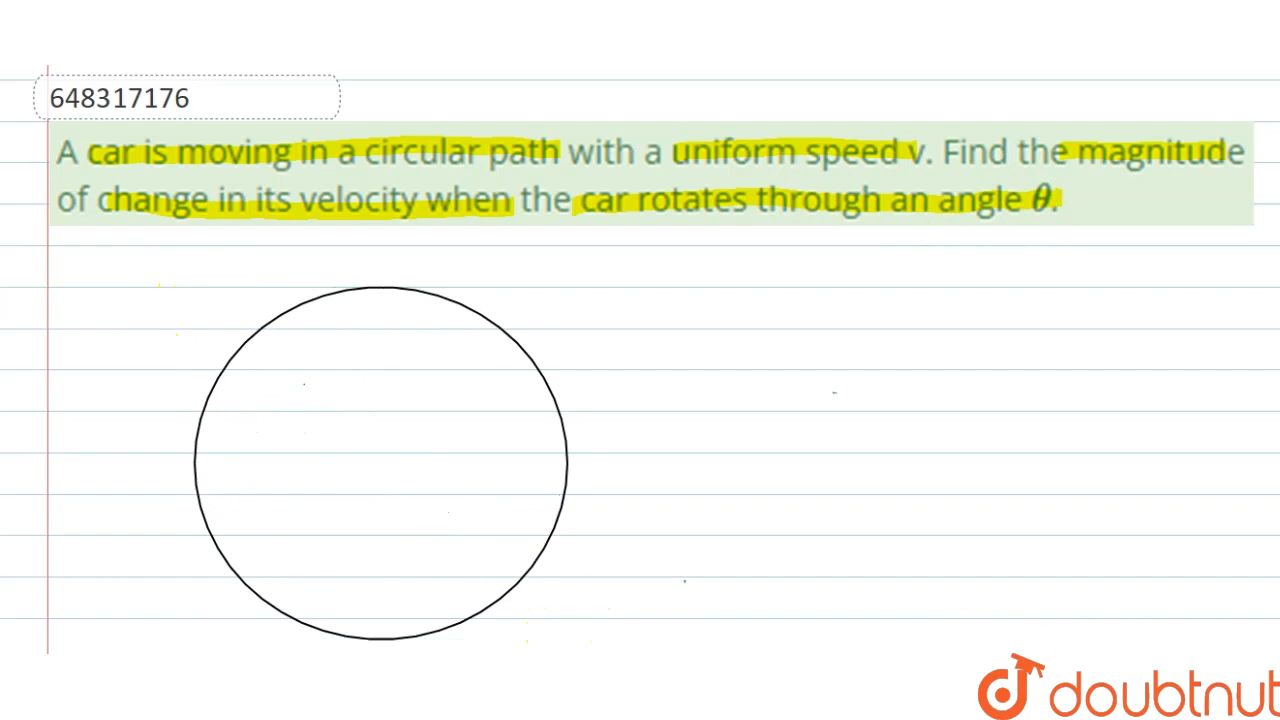 648317176
A car is moving in a circular path with a uniform speed v. Find the magnitude
of change in its velocity when the car rotates through an angle θ.
doubtnut